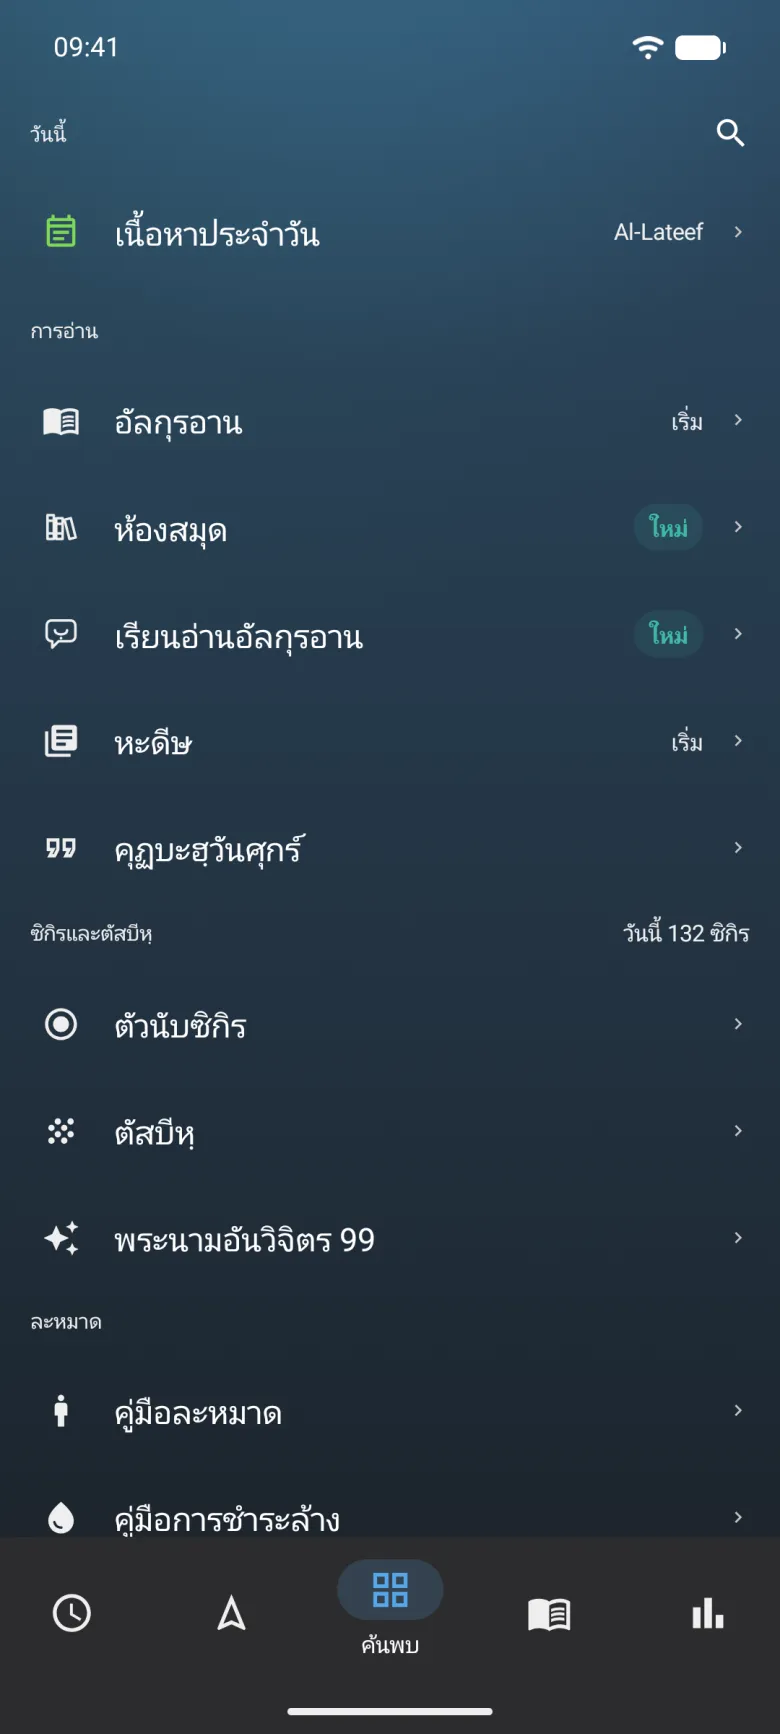 09:41
วันนี้
เนื้อหาประจำวัน Al-Lateef
การอ่าน
อัลกุรอาน เริ่ม
ห้องสมุด ใหม่
เรียนอ่านอัลกุรอาน ใหม่
หะดีษ เริ่ม
คุฏบะฮฺวันศุกร์
ซิกิรและตัสบีหฺ วันนี้ 132 ซิกิร
ตัวนับซิกิร
ตัสบีหฺ
พระนามอันวิจิตร 99
ละหมาด
คู่มือละหมาด
คู่มือการชำระล้าง
ค้นพบ